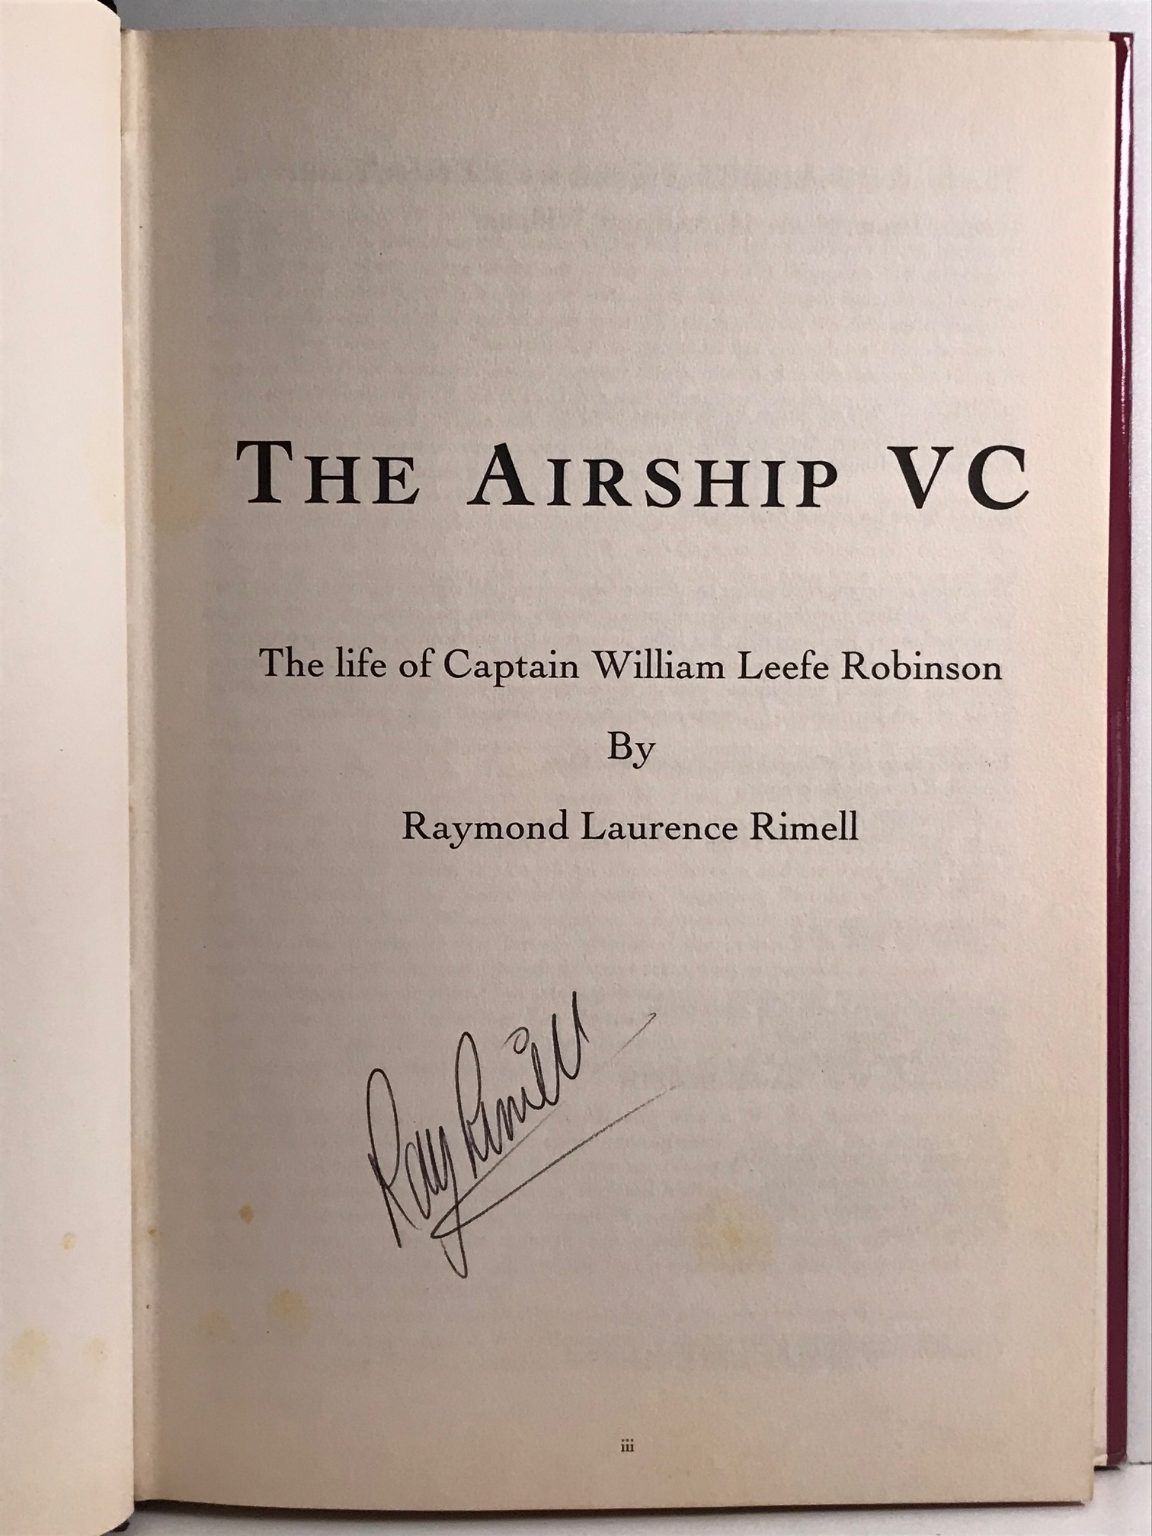 THE AIRSHIP VC
The life of Captain William Leefe Robinson
By
Raymond Laurence Rimell
Ray Rimell
iii